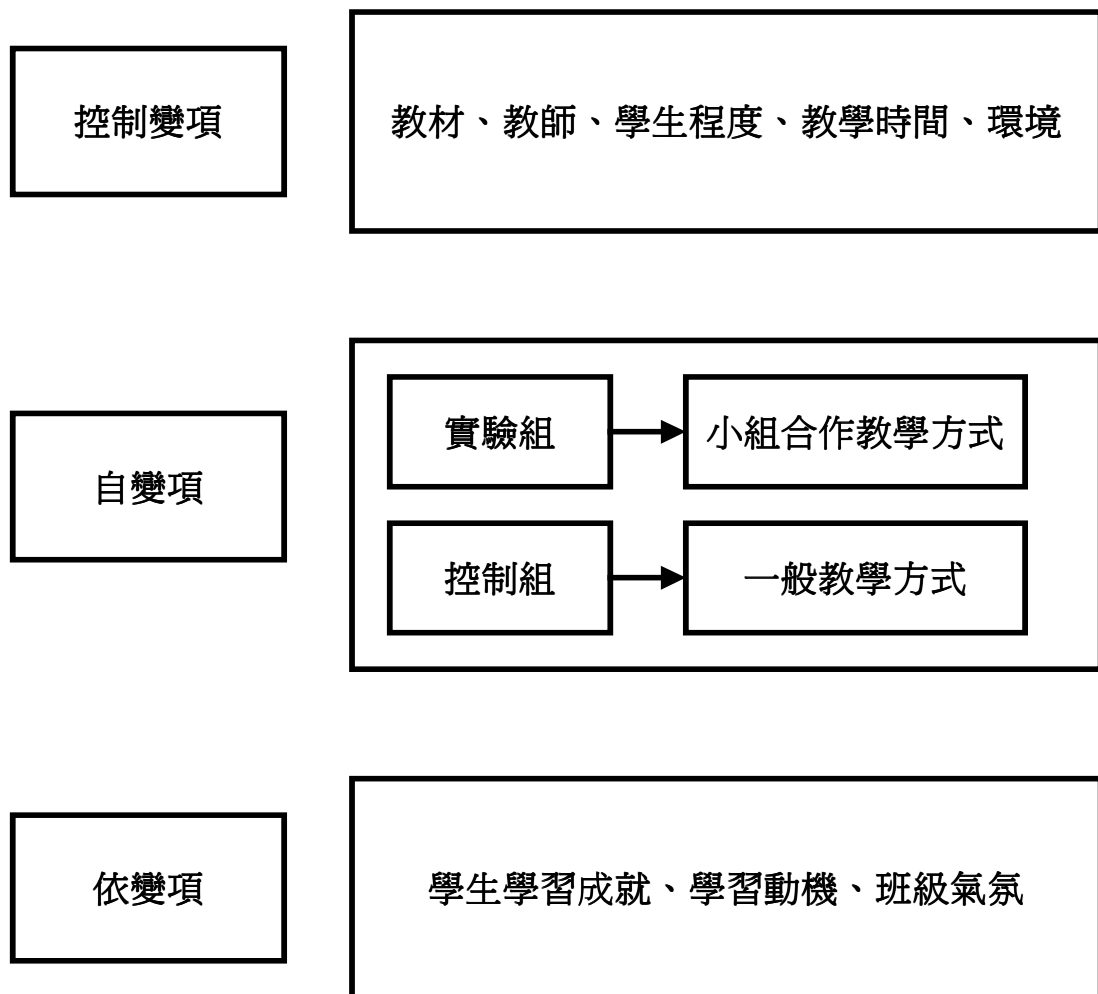 控制變項
教材、教師、學生程度、教學時間、環境
自變項
實驗組
小組合作教學方式
控制組
一般教學方式
依變項
學生學習成就、學習動機、班級氣氛